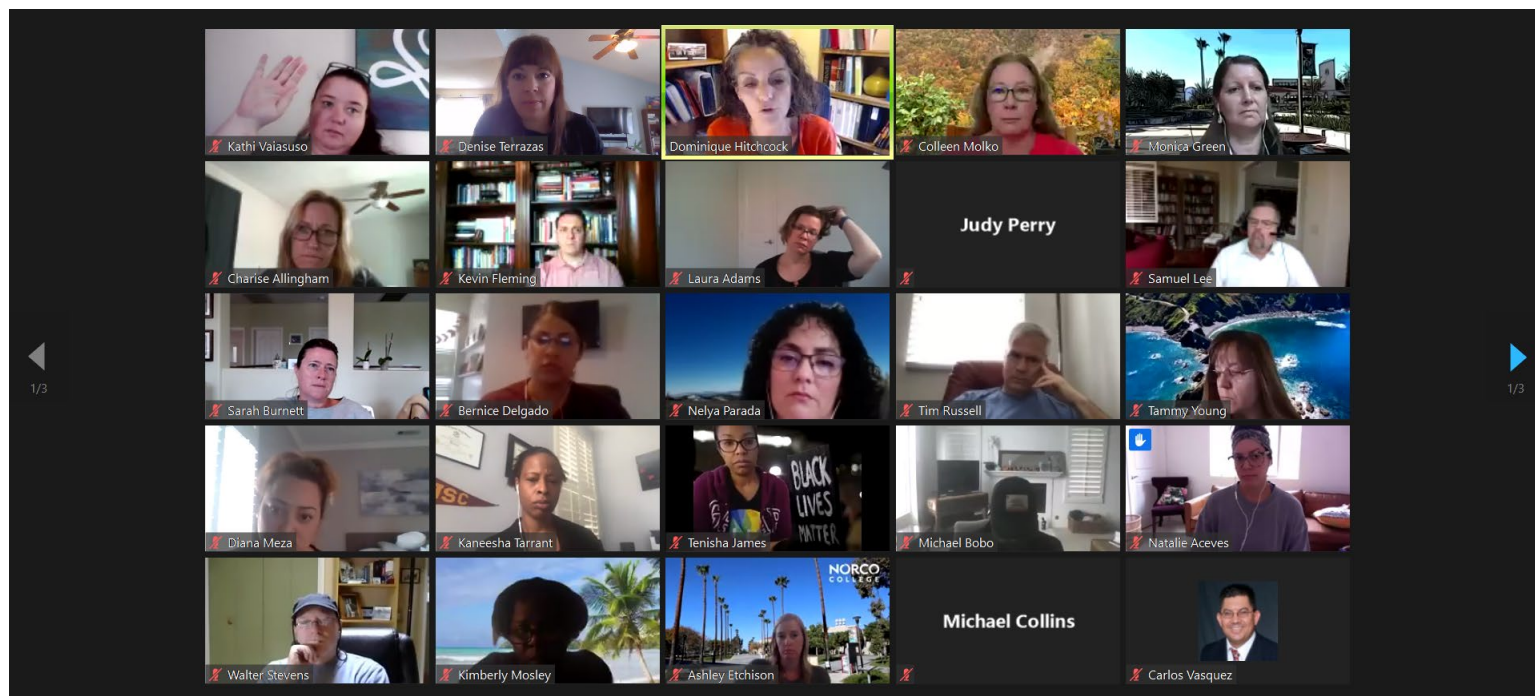 Kathi Vaiasuso
Denise Terrazas
Dominique Hitchcock
Colleen Molko
Monica Green
Charise Allingham
Kevin Fleming
Laura Adams
Judy Perry
Samuel Lee
Sarah Burnett
Bernice Delgado
Nelya Parada
Tim Russell
Tammy Young
1/3
1/3
SC
BLACK
LIVES
MATTER
Diana Meza
Kaneesha Tarrant
Tenisha James
Michael Bobo
Natalie Aceves
NORCO
COLLEGE
Walter Stevens
Kimberly Mosley
Ashley Etchison
Michael Collins
Carlos Vasquez